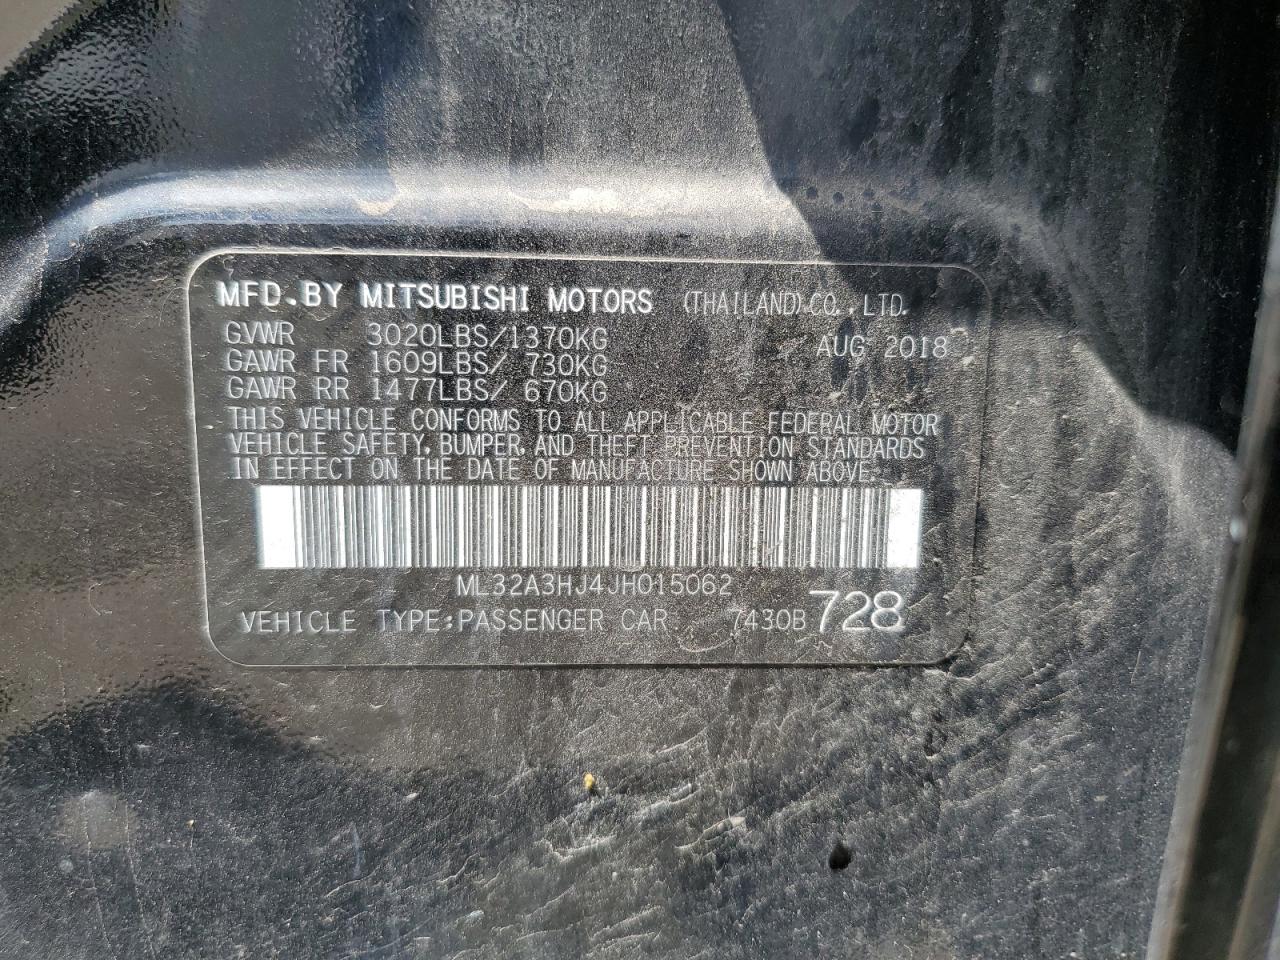 MFD.BY MITSUBISHI MOTORS (THAILAND) CO., LTD.
GVWR 3020LBS/1370KG AUG 2018
GAWR FR 1609LBS/ 730KG
GAWR RR 1477LBS/ 670KG
THIS VEHICLE CONFORMS TO ALL APPLICABLE FEDERAL MOTOR
VEHICLE SAFETY, BUMPER, AND THEFT PREVENTION STANDARDS
IN EFFECT ON THE DATE OF MANUFACTURE SHOWN ABOVE.
ML32A3HJ4JH015062
VEHICLE TYPE:PASSENGER CAR 7430B 728